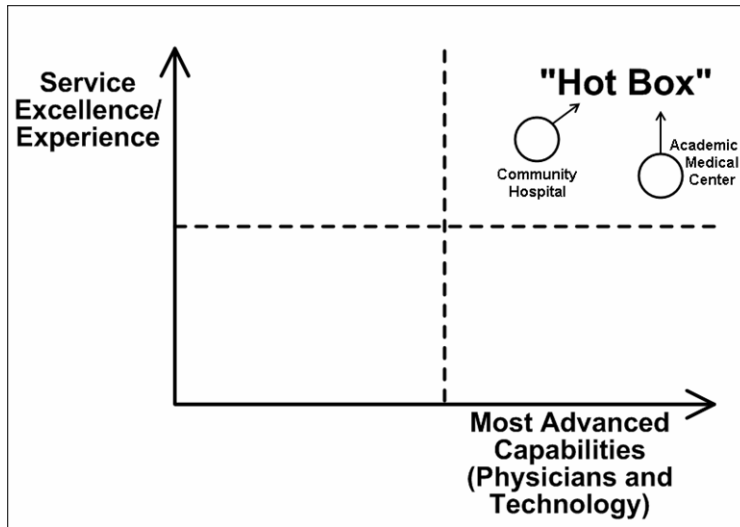 Service
Excellence/
Experience
"Hot Box"
Community
Hospital
Academic
Medical
Center
Most Advanced
Capabilities
(Physicians and
Technology)